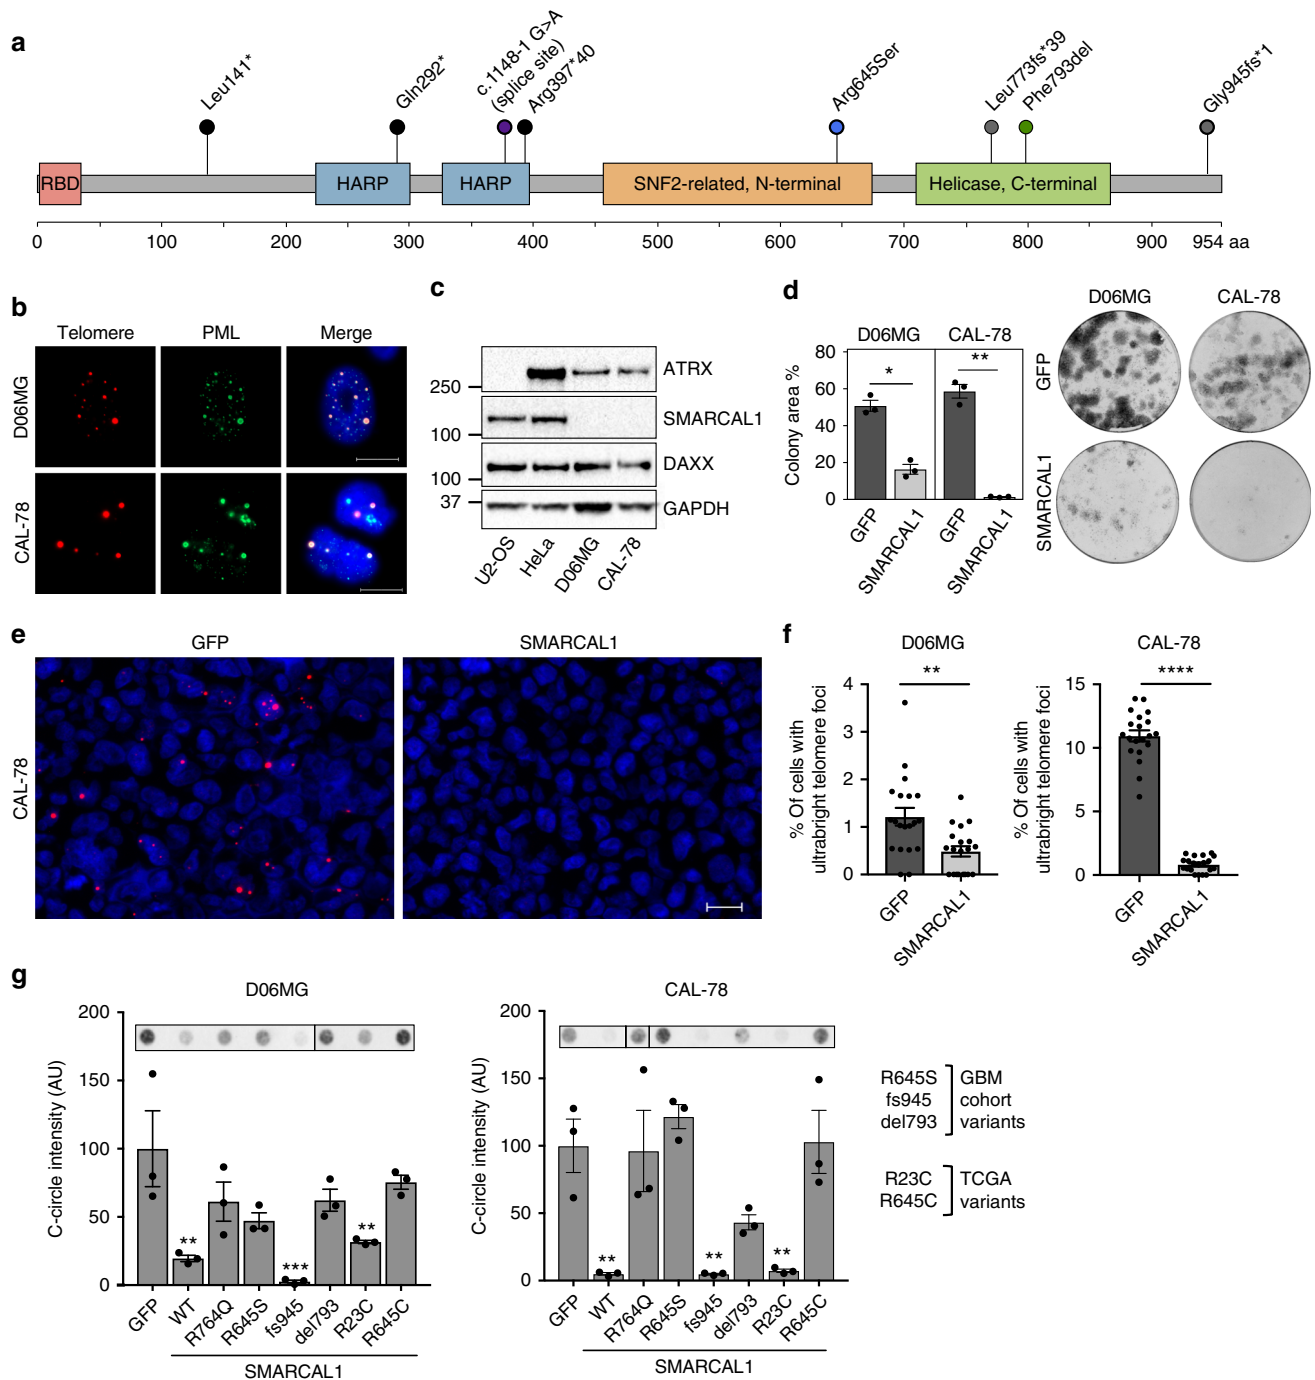 a
Leu141*
Gln292*
c.1148-1 G>A
(splice site)
Arg397*40
Arg645Ser
Leu773fs*39
Phe793del
Gly945fs*1
RBD
HARP
HARP
SNF2-related, N-terminal
Helicase, C-terminal
0 100 200 300 400 500 600 700 800 900 954 aa
b
Telomere PML Merge
D06MG
CAL-78
c
250
ATRX
100
SMARCAL1
100
DAXX
37
GAPDH
U2-OS HeLa D06MG CAL-78
d
D06MG CAL-78
Colony area %
80
60
40
20
0
* **
GFP SMARCAL1 GFP SMARCAL1
D06MG CAL-78
GFP
SMARCAL1
e
GFP SMARCAL1
CAL-78
f
D06MG
% Of cells with
ultrabright telomere foci
4
3
2
1
0
**
GFP SMARCAL1
CAL-78
% Of cells with
ultrabright telomere foci
15
10
5
0
****
GFP SMARCAL1
g
D06MG
C-circle intensity (AU)
200
150
100
50
0
** *** **
GFP WT R764Q R645S fs945 del793 R23C R645C
SMARCAL1
CAL-78
C-circle intensity (AU)
200
150
100
50
0
** ** **
GFP WT R764Q R645S fs945 del793 R23C R645C
SMARCAL1
R645S GBM
fs945 cohort
del793 variants
R23C TCGA
R645C variants